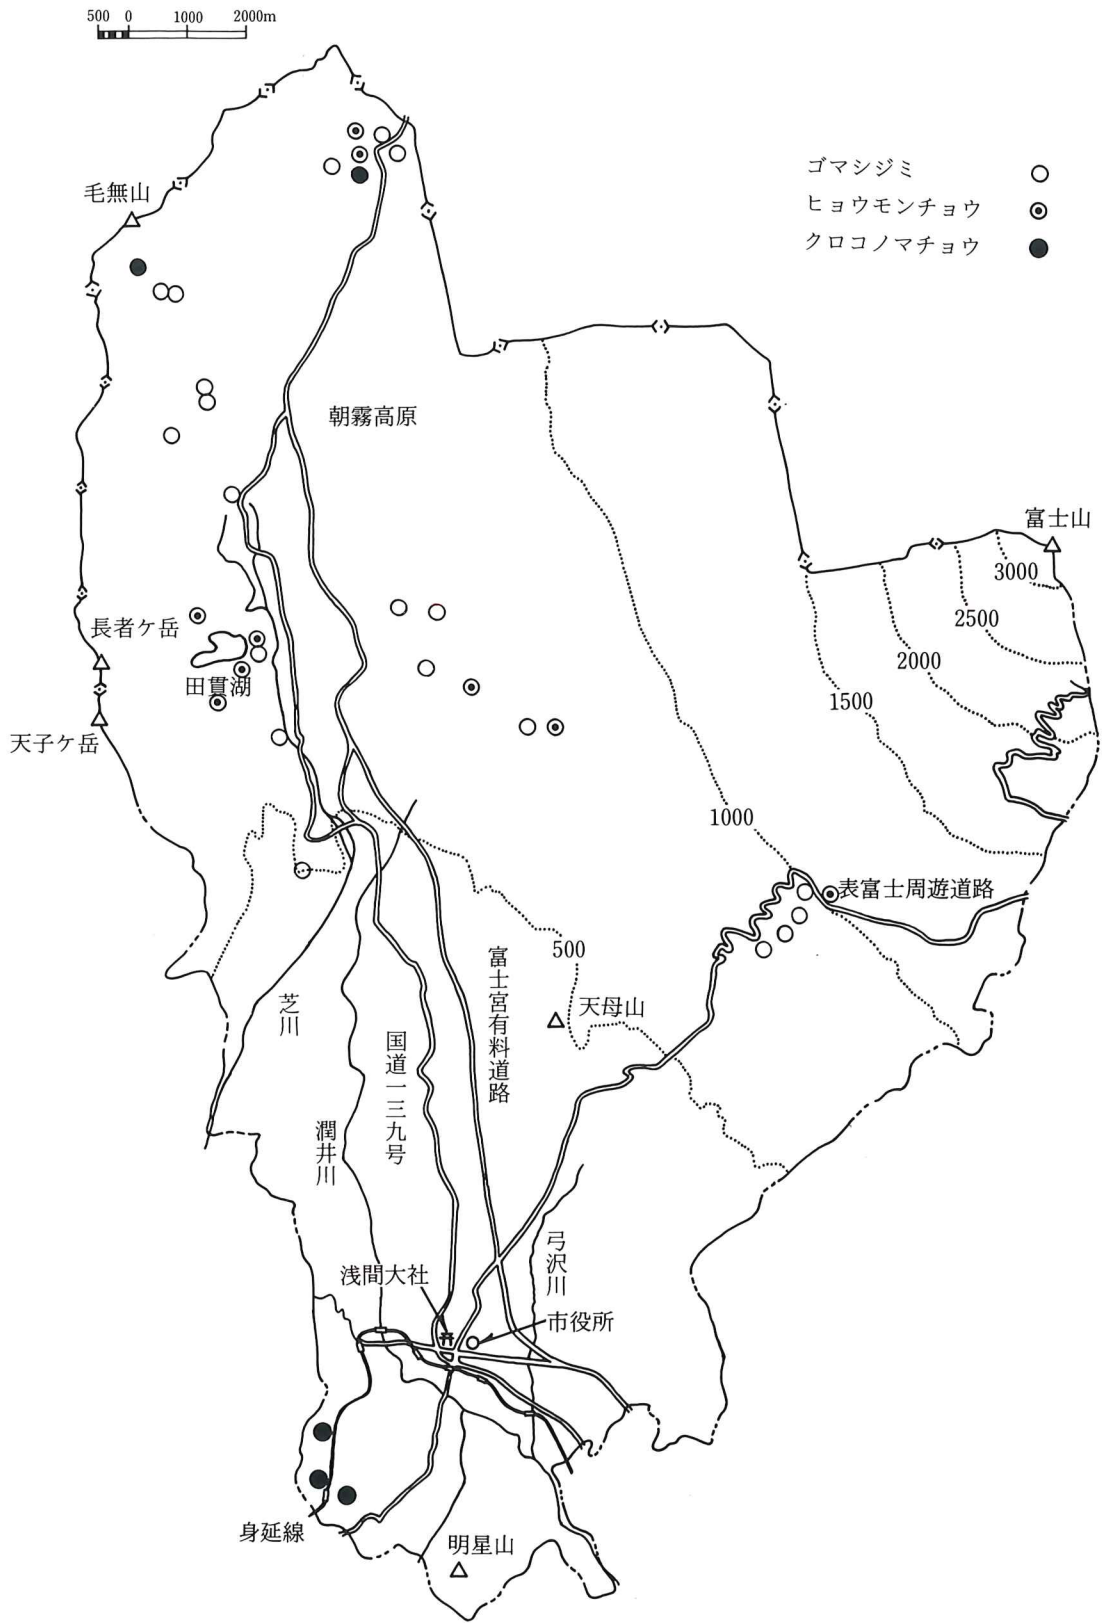 500 0 1000 2000m
ゴマシジミ
ヒョウモンチョウ
クロコノマチョウ
毛無山
朝霧高原
富士山
3000
2500
2000
1500
1000
500
長者ケ岳
田貫湖
天子ケ岳
表富士周遊道路
天母山
富士宮有料道路
芝川
国道一三九号
潤井川
弓沢川
浅間大社
市役所
身延線
明星山